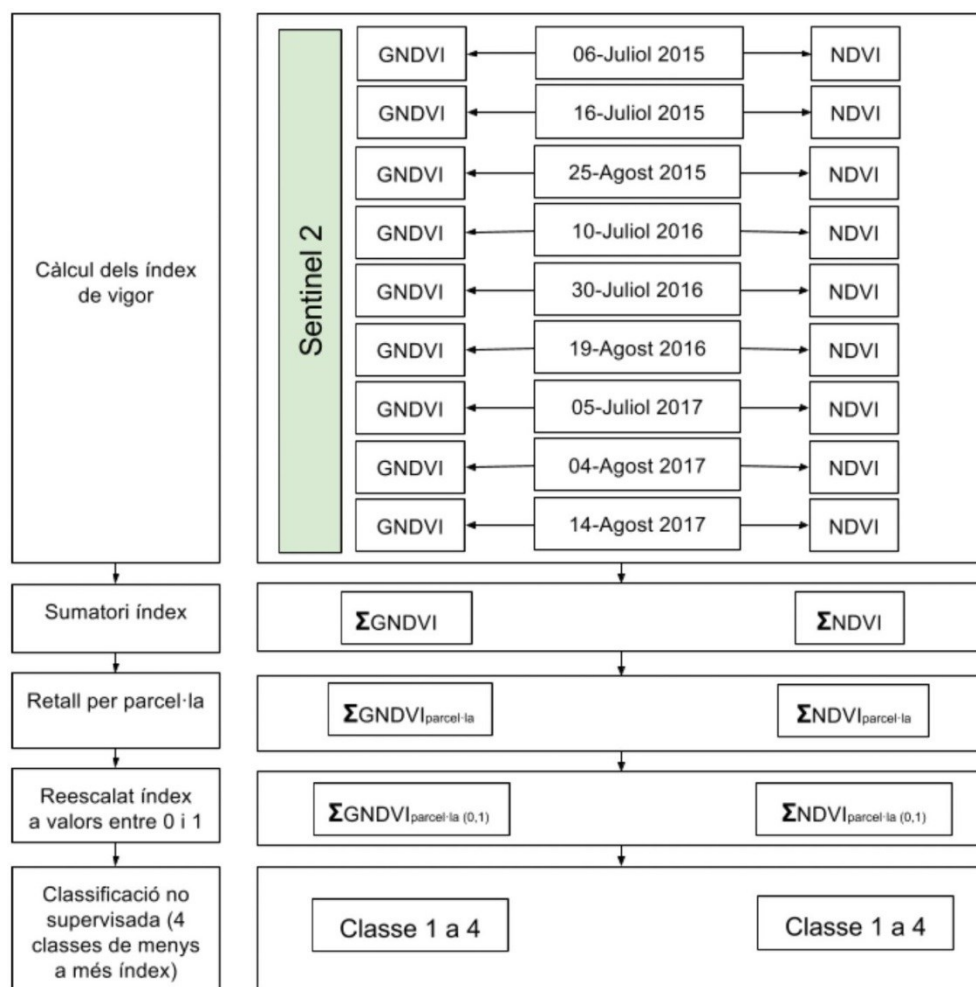 Càlcul dels índex
de vigor
Sentinel 2
GNDVI 06-Juliol 2015 NDVI
GNDVI 16-Juliol 2015 NDVI
GNDVI 25-Agost 2015 NDVI
GNDVI 10-Juliol 2016 NDVI
GNDVI 30-Juliol 2016 NDVI
GNDVI 19-Agost 2016 NDVI
GNDVI 05-Juliol 2017 NDVI
GNDVI 04-Agost 2017 NDVI
GNDVI 14-Agost 2017 NDVI
Sumatori índex
ΣGNDVI ΣNDVI
Retall per parcel·la
ΣGNDVIparcel·la ΣNDVIparcel·la
Reescalat índex
a valors entre 0 i 1
ΣGNDVIparcel·la (0,1) ΣNDVIparcel·la (0,1)
Classificació no
supervisada (4
classes de menys
a més índex)
Classe 1 a 4 Classe 1 a 4